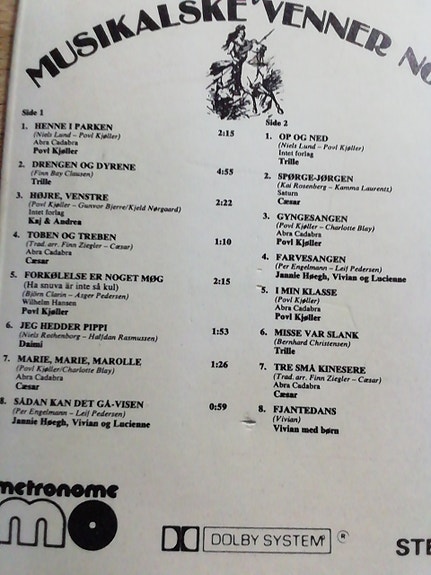 MUSIKALSKE VENNER
Side 1
1. HENNE I PARKEN 2:15
(Niels Lund – Povl Kjøller)
Abra Cadabra
Povl Kjøller
2. DRENGEN OG DYRENE 4:55
(Finn Bey Clausen)
Trille
3. HØJRE, VENSTRE 2:22
(Povl Kjøller – Gunvor Bjerre/Kjeld Nørgaard)
Intet forlag
Kaj & Andrea
4. TOBEN OG TREBEN 1:10
(Trad. arr. Finn Ziegler – Cæsar)
Abra Cadabra
Cæsar
5. FORKØLELSE ER NOGET MØG 2:15
(Ha snuva är inte så kul)
(Björn Clarin – Asger Pedersen)
Wilhelm Hansen
Povl Kjøller
6. JEG HEDDER PIPPI 1:53
(Niels Rothenborg – Halfdan Rasmussen)
Daimi
7. MARIE, MARIE, MAROLLE 1:26
(Povl Kjøller/Charlotte Blay)
Abra Cadabra
Cæsar
8. SÅDAN KAN DET GÅ-VISEN 0:59
(Per Engelmann – Leif Pedersen)
Jannie Høegh, Vivian og Lucienne
Side 2
1. OP OG NED
(Niels Lund – Povl Kjøller)
Intet forlag
Trille
2. SPØRGE-JØRGEN
(Kai Rosenberg – Kamma Laurents)
Saturn
Cæsar
3. GYNGESANGEN
(Povl Kjøller – Charlotte Blay)
Abra Cadabra
Povl Kjøller
4. FARVESANGEN
(Per Engelmann – Leif Pedersen)
Jannie Høegh, Vivian og Lucienne
5. I MIN KLASSE
(Povl Kjøller)
Abra Cadabra
Povl Kjøller
6. MISSE VAR SLANK
(Bernhard Christensen)
Trille
7. TRE SMÅ KINESERE
(Trad. arr. Finn Ziegler – Cæsar)
Abra Cadabra
Cæsar
8. FJANTEDANS
(Vivian)
Vivian med børn
metronome
mo
DOLBY SYSTEM ®
STE